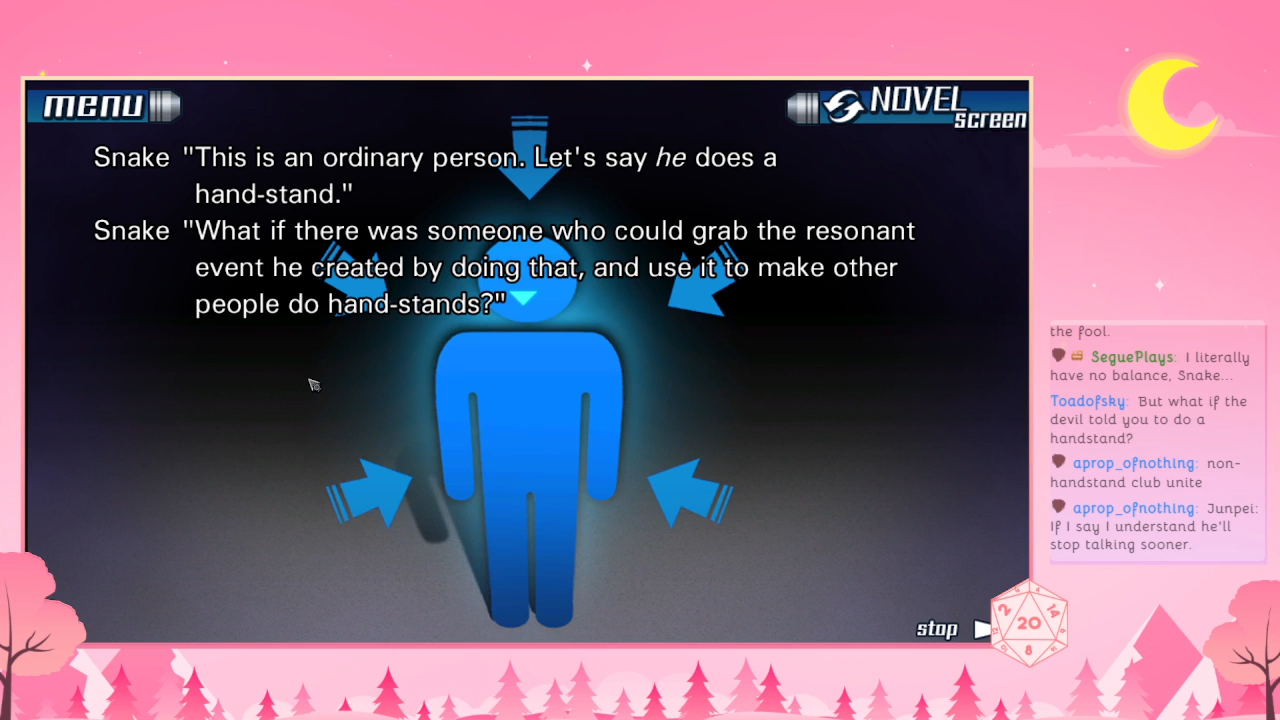 menu
NOVEL
screen
Snake "This is an ordinary person. Let's say he does a
hand-stand."
Snake "What if there was someone who could grab the resonant
event he created by doing that, and use it to make other
people do hand-stands?"
stop
the fool.
SeguePlays: I literally
have no balance, Snake...
Toadofsky: But what if the
devil told you to do a
handstand?
aprop_ofnothing: non-
handstand club unite
aprop_ofnothing: Junpei:
If I say I understand he'll
stop talking sooner.
2
14
20
8